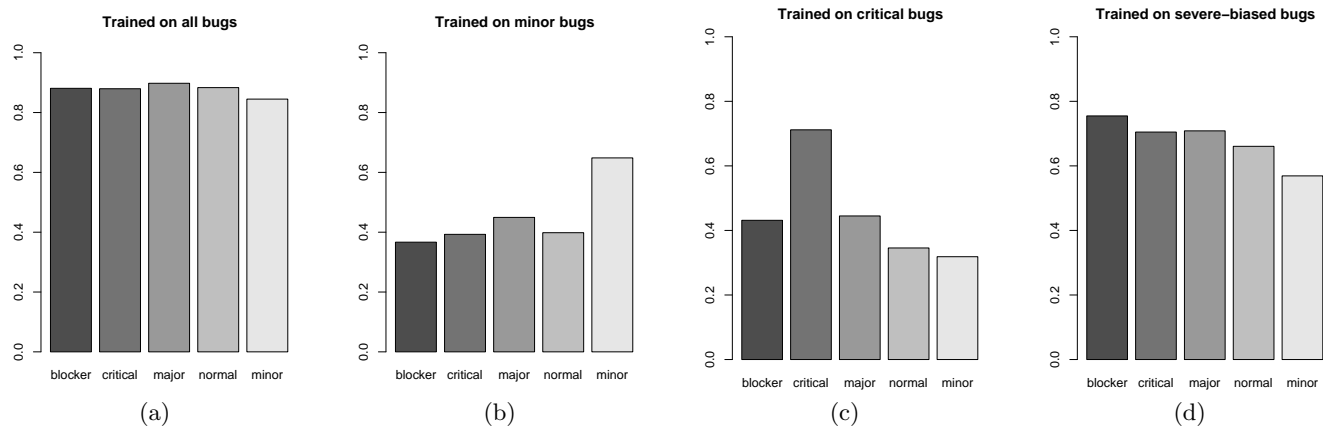 Trained on all bugs
1.0
0.8
0.6
0.4
0.2
0.0
blocker critical major normal minor
(a)
Trained on minor bugs
1.0
0.8
0.6
0.4
0.2
0.0
blocker critical major normal minor
(b)
Trained on critical bugs
1.0
0.8
0.6
0.4
0.2
0.0
blocker critical major normal minor
(c)
Trained on severe−biased bugs
1.0
0.8
0.6
0.4
0.2
0.0
blocker critical major normal minor
(d)